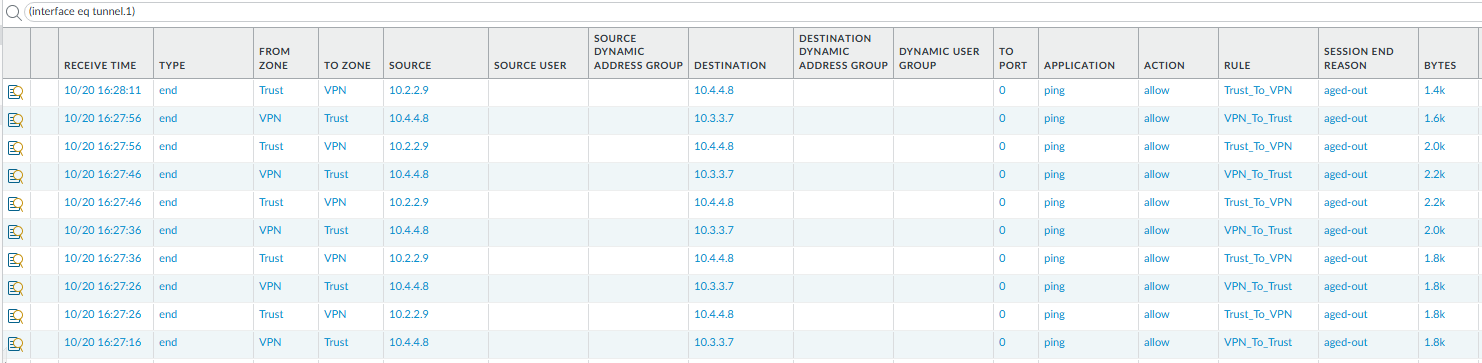 (interface eq tunnel.1)
RECEIVE TIME TYPE FROM ZONE TO ZONE SOURCE SOURCE USER SOURCE DYNAMIC ADDRESS GROUP DESTINATION DESTINATION DYNAMIC ADDRESS GROUP DYNAMIC USER GROUP TO PORT APPLICATION ACTION RULE SESSION END REASON BYTES
10/20 16:28:11 end Trust VPN 10.2.2.9 10.4.4.8 0 ping allow Trust_To_VPN aged-out 1.4k
10/20 16:27:56 end VPN Trust 10.4.4.8 10.3.3.7 0 ping allow VPN_To_Trust aged-out 1.6k
10/20 16:27:56 end Trust VPN 10.2.2.9 10.4.4.8 0 ping allow Trust_To_VPN aged-out 2.0k
10/20 16:27:46 end VPN Trust 10.4.4.8 10.3.3.7 0 ping allow VPN_To_Trust aged-out 2.2k
10/20 16:27:46 end Trust VPN 10.2.2.9 10.4.4.8 0 ping allow Trust_To_VPN aged-out 2.2k
10/20 16:27:36 end VPN Trust 10.4.4.8 10.3.3.7 0 ping allow VPN_To_Trust aged-out 2.0k
10/20 16:27:36 end Trust VPN 10.2.2.9 10.4.4.8 0 ping allow Trust_To_VPN aged-out 1.8k
10/20 16:27:26 end VPN Trust 10.4.4.8 10.3.3.7 0 ping allow VPN_To_Trust aged-out 1.8k
10/20 16:27:26 end Trust VPN 10.2.2.9 10.4.4.8 0 ping allow Trust_To_VPN aged-out 1.8k
10/20 16:27:16 end VPN Trust 10.4.4.8 10.3.3.7 0 ping allow VPN_To_Trust aged-out 1.8k